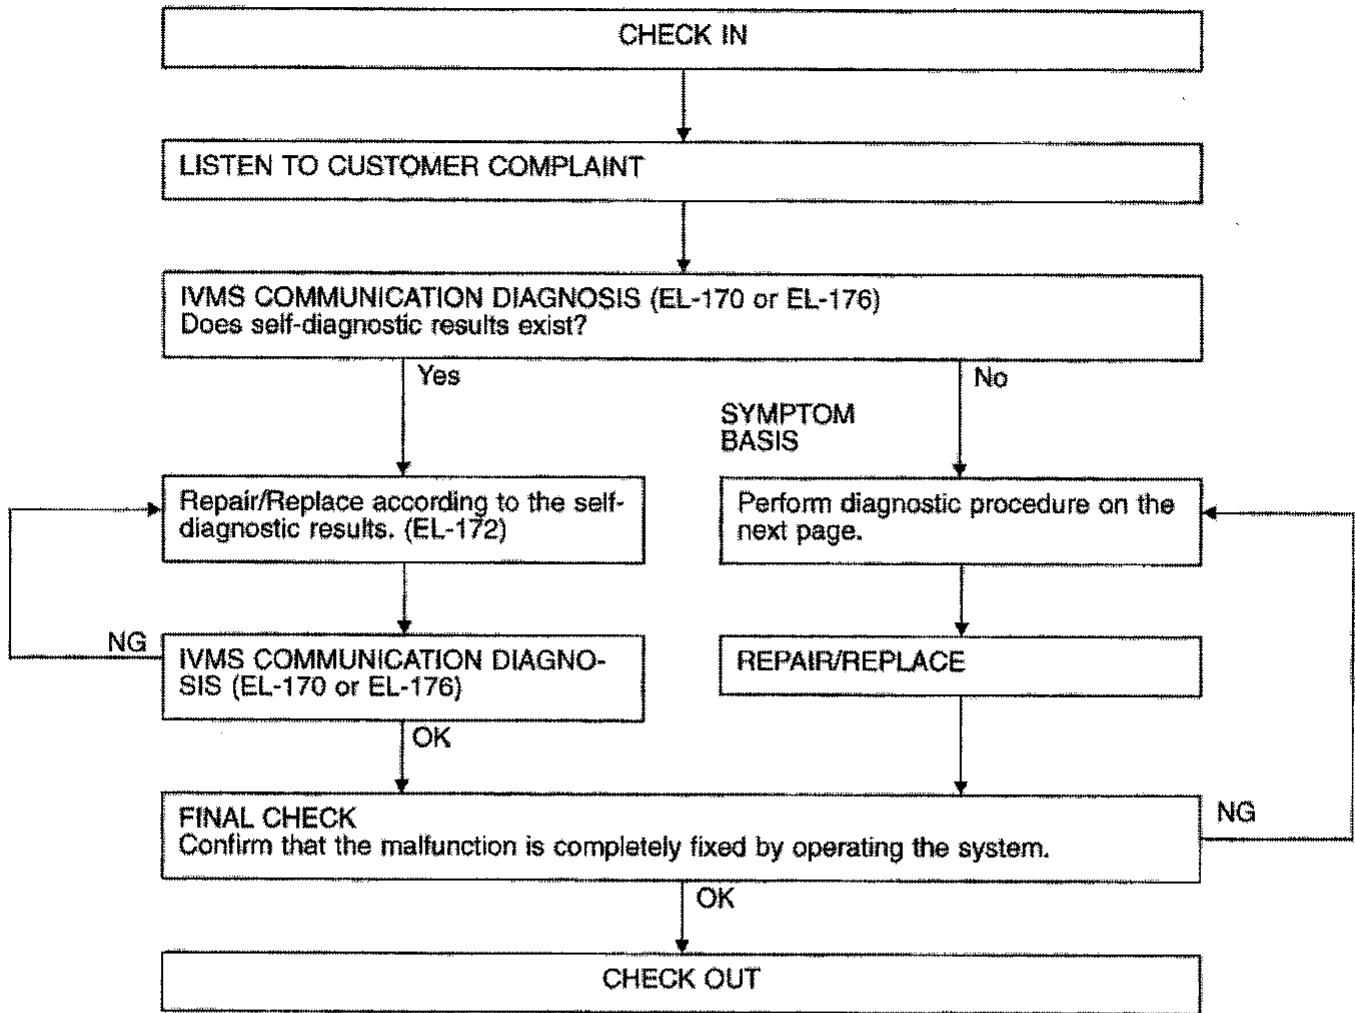 CHECK IN
LISTEN TO CUSTOMER COMPLAINT
IVMS COMMUNICATION DIAGNOSIS (EL-170 or EL-176)
Does self-diagnostic results exist?
Yes
No
SYMPTOM
BASIS
Repair/Replace according to the self-
diagnostic results. (EL-172)
Perform diagnostic procedure on the
next page.
NG
IVMS COMMUNICATION DIAGNO-
SIS (EL-170 or EL-176)
REPAIR/REPLACE
OK
FINAL CHECK
Confirm that the malfunction is completely fixed by operating the system.
NG
OK
CHECK OUT